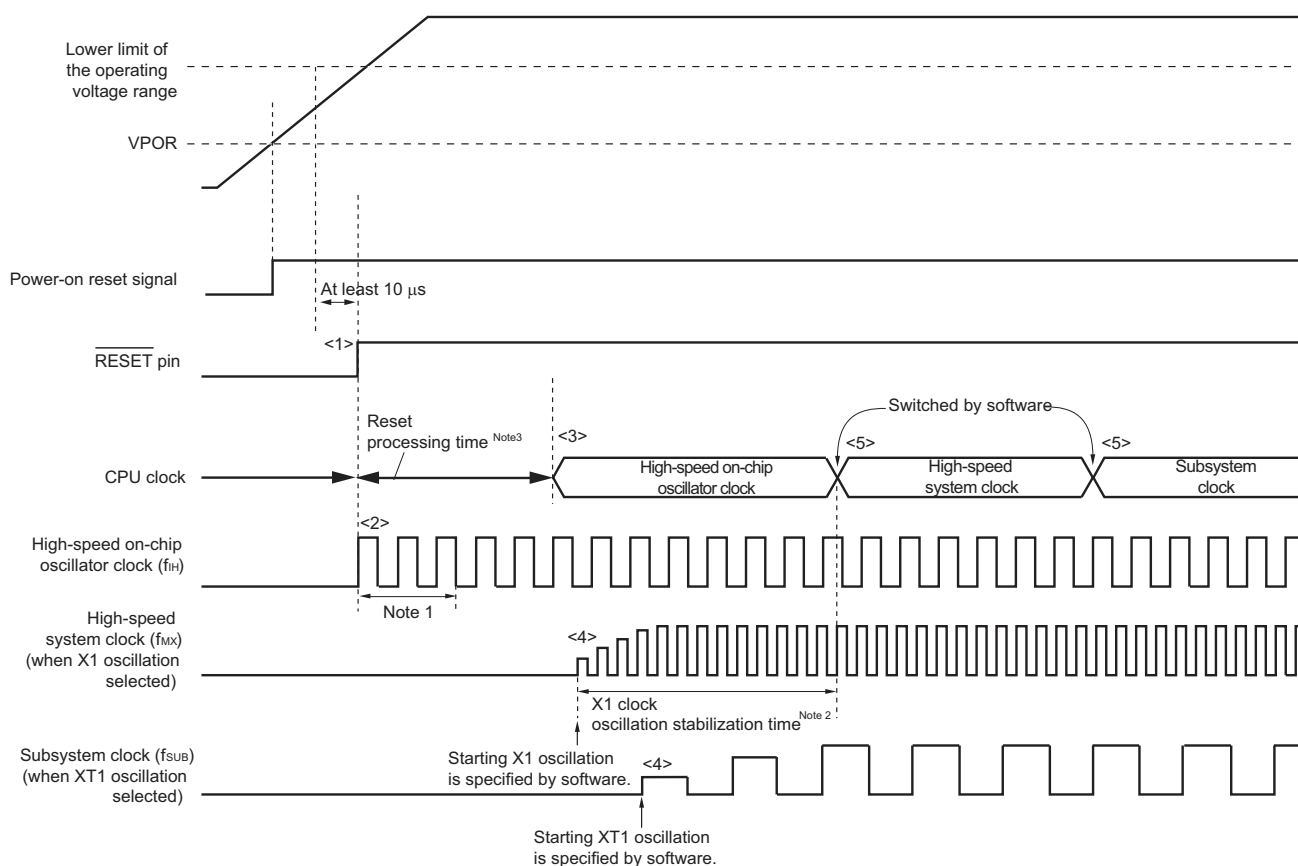 Lower limit of
the operating
voltage range
VPOR
Power-on reset signal
At least 10 μs
<1>
RESET pin
Reset
processing time Note3
<3>
Switched by software
<5>
<5>
CPU clock
High-speed on-chip
oscillator clock
High-speed
system clock
Subsystem
clock
<2>
High-speed on-chip
oscillator clock (fIH)
Note 1
High-speed
system clock (fMX)
(when X1 oscillation
selected)
<4>
X1 clock
oscillation stabilization time Note 2
Starting X1 oscillation
is specified by software.
Subsystem clock (fSUB)
(when XT1 oscillation
selected)
<4>
Starting XT1 oscillation
is specified by software.